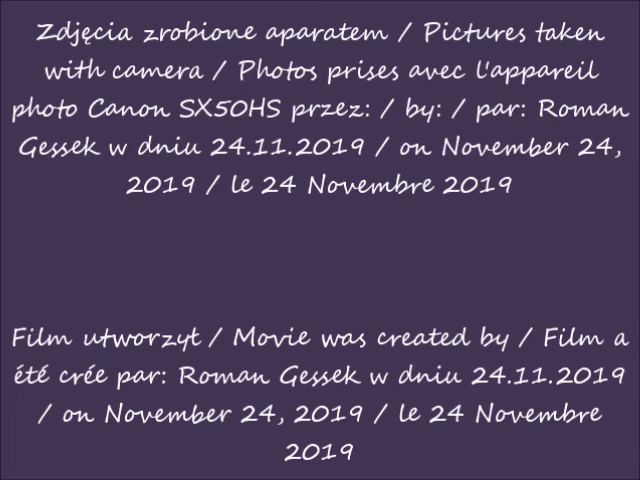 Zdjęcia zrobione aparatem / Pictures taken
with camera / Photos prises avec l'appareil
photo Canon SX50HS przez: / by: / par: Roman
Gessek w dniu 24.11.2019 / on November 24,
2019 / le 24 Novembre 2019
Film utworzył / Movie was created by / Film a
été crée par: Roman Gessek w dniu 24.11.2019
/ on November 24, 2019 / le 24 Novembre
2019